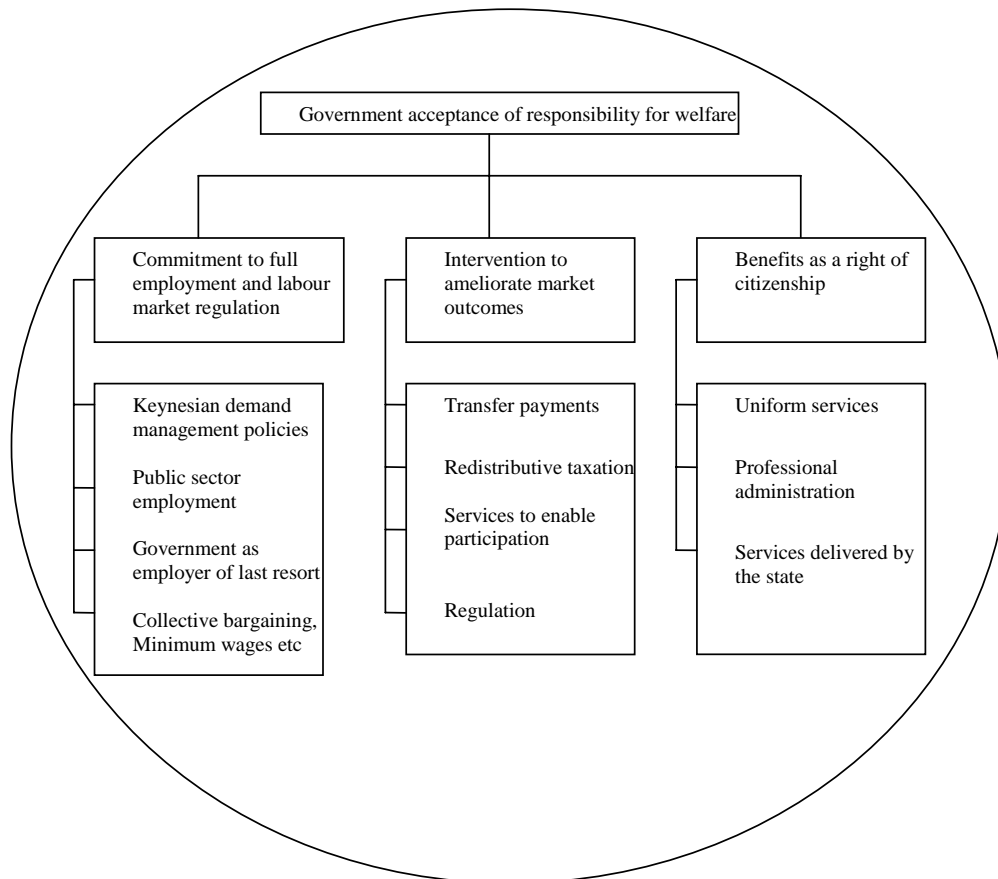 Government acceptance of responsibility for welfare
Commitment to full
employment and labour
market regulation
Intervention to
ameliorate market
outcomes
Benefits as a right of
citizenship
Keynesian demand
management policies
Public sector
employment
Government as
employer of last resort
Collective bargaining,
Minimum wages etc
Transfer payments
Redistributive taxation
Services to enable
participation
Regulation
Uniform services
Professional
administration
Services delivered by
the state